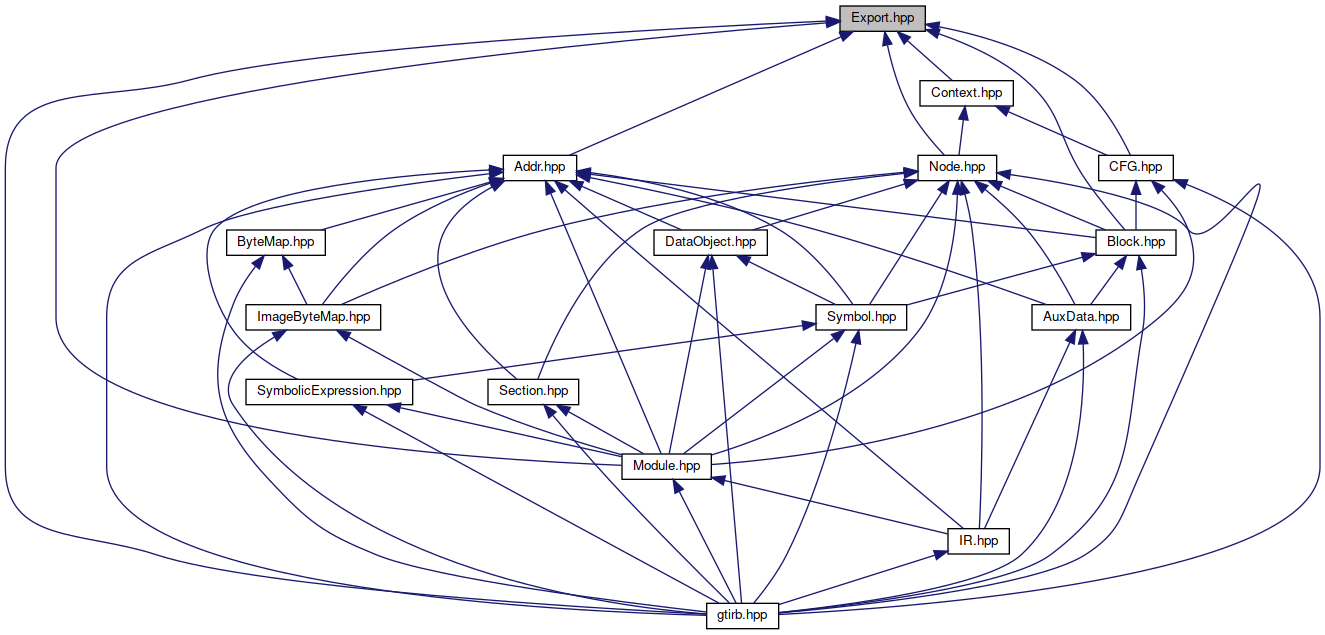 Export.hpp
Context.hpp
Addr.hpp
Node.hpp
CFG.hpp
ByteMap.hpp
DataObject.hpp
Block.hpp
ImageByteMap.hpp
Symbol.hpp
AuxData.hpp
SymbolicExpression.hpp
Section.hpp
Module.hpp
IR.hpp
gtirb.hpp